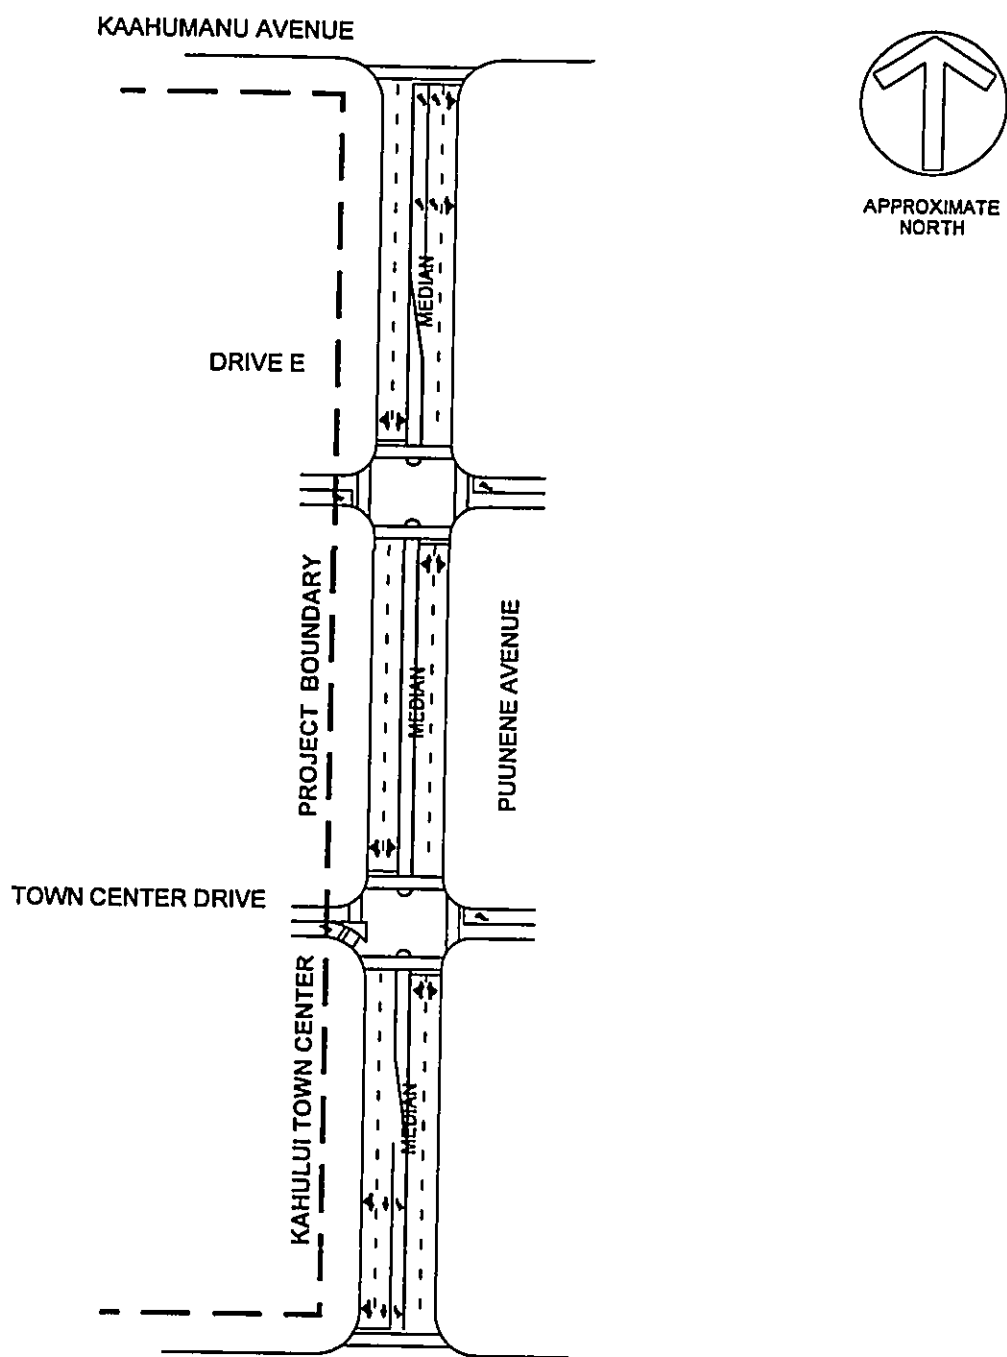 KAAHUMANU AVENUE
APPROXIMATE
NORTH
MEDIAN
DRIVE E
PROJECT BOUNDARY
MEDIAN
PUUNENE AVENUE
TOWN CENTER DRIVE
KAHULUI TOWN CENTER
MEDIAN